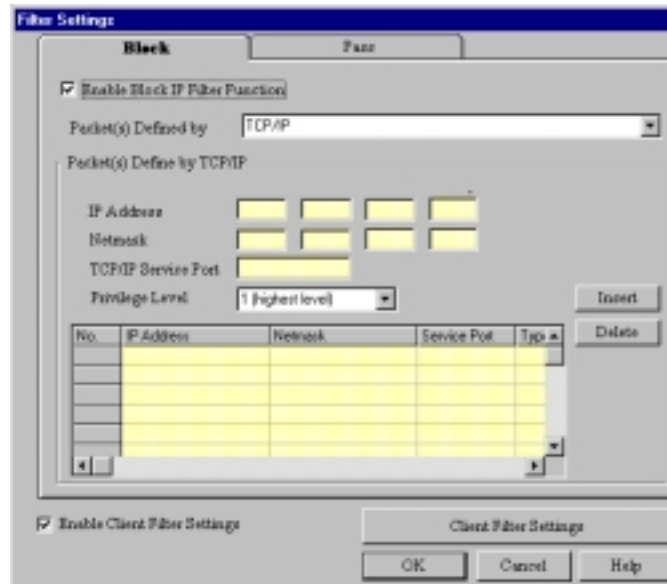 Filter Settings
Block
Pass
Enable Block IP Filter Function
Packet(s) Defined by
TCP/IP
Packet(s) Define by TCP/IP
IP Address
Netmask
TCP/IP Service Port
Privilege Level
1 (highest level)
Insert
Delete
No. IP Address Netmask Service Port Type
Enable Client Filter Settings
Client Filter Settings
OK Cancel Help